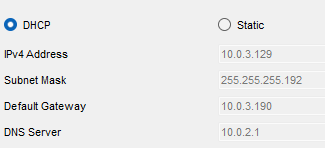 DHCP Static
IPv4 Address 10.0.3.129
Subnet Mask 255.255.255.192
Default Gateway 10.0.3.190
DNS Server 10.0.2.1